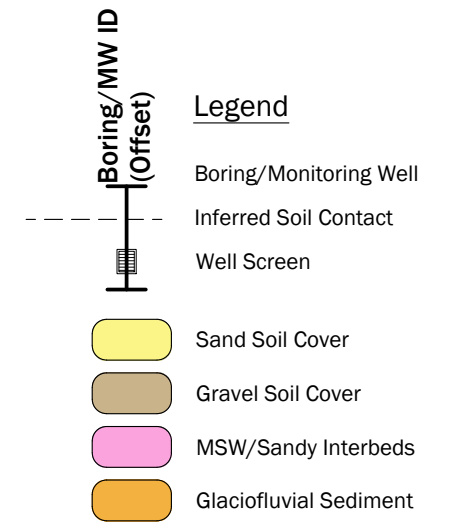 Boring/MW ID
(Offset)
Legend
Boring/Monitoring Well
Inferred Soil Contact
Well Screen
Sand Soil Cover
Gravel Soil Cover
MSW/Sandy Interbeds
Glaciofluvial Sediment